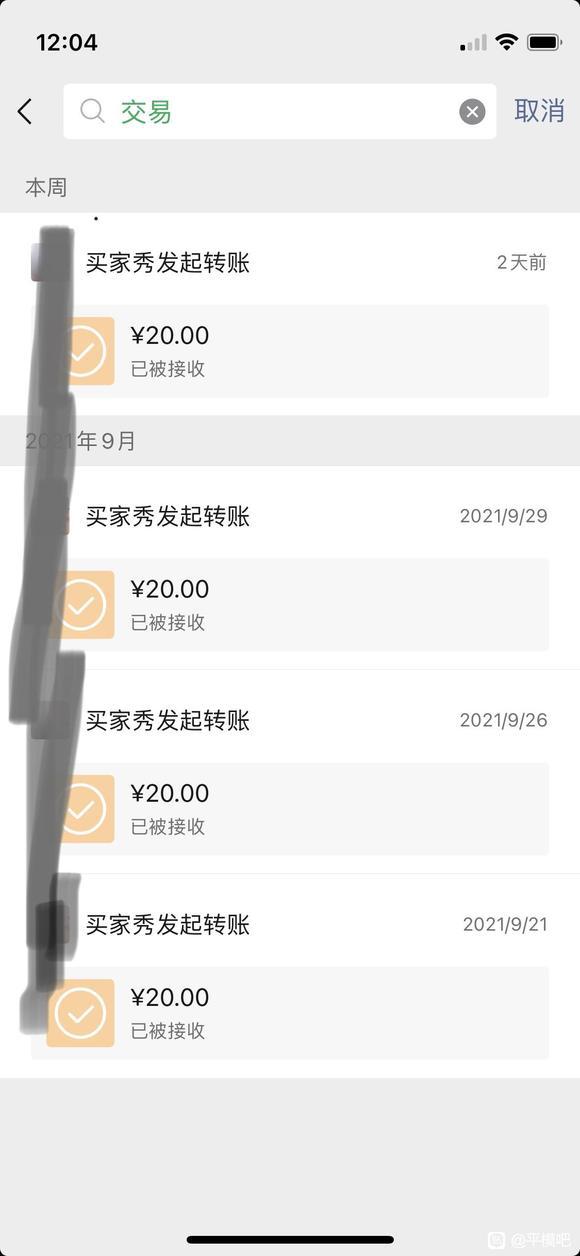 12:04
交易
取消
本周
买家秀发起转账 2天前
¥20.00
已被接收
2021年9月
买家秀发起转账 2021/9/29
¥20.00
已被接收
买家秀发起转账 2021/9/26
¥20.00
已被接收
买家秀发起转账 2021/9/21
¥20.00
已被接收
@平模吧